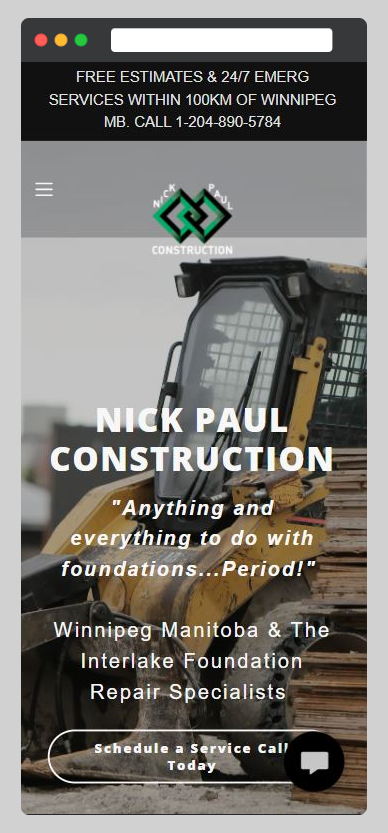 FREE ESTIMATES & 24/7 EMERG
SERVICES WITHIN 100KM OF WINNIPEG
MB. CALL 1-204-890-5784
NICK PAUL
CONSTRUCTION
NICK PAUL
CONSTRUCTION
"Anything and
everything to do with
foundations...Period!"
Winnipeg Manitoba & The
Interlake Foundation
Repair Specialists
Schedule a Service Call
Today